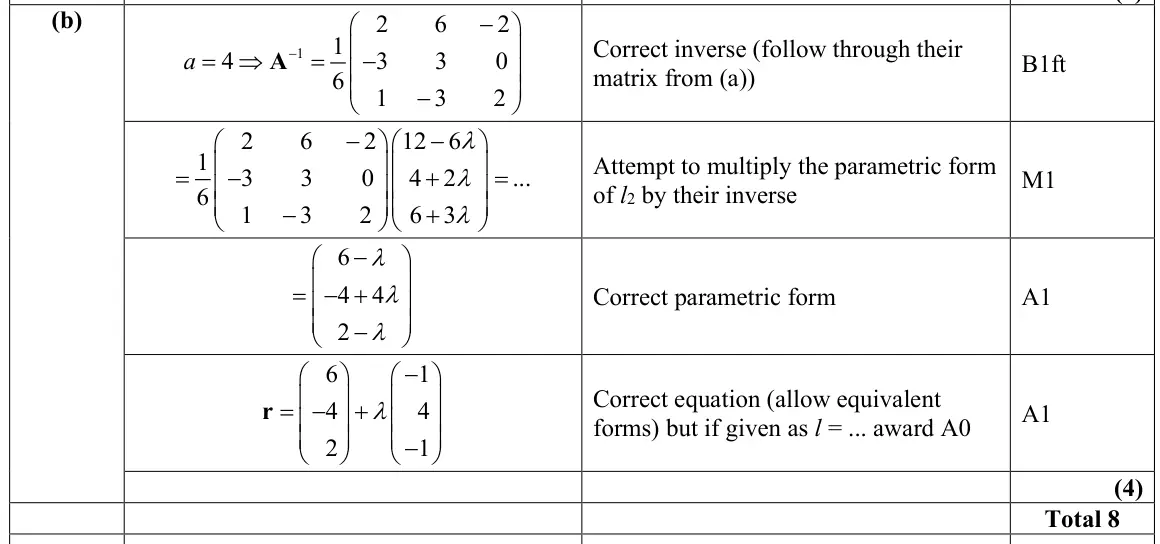 (b)
a = 4 ⇒ A⁻¹ = 1/6 ( 2 6 −2 ; −3 3 0 ; 1 −3 2 )
Correct inverse (follow through their
matrix from (a))
B1ft
= 1/6 ( 2 6 −2 ; −3 3 0 ; 1 −3 2 ) ( 12 − 6λ ; 4 + 2λ ; 6 + 3λ ) = ...
Attempt to multiply the parametric form
of l₂ by their inverse
M1
= ( 6 − λ ; −4 + 4λ ; 2 − λ )
Correct parametric form
A1
r = ( 6 ; −4 ; 2 ) + λ ( −1 ; 4 ; −1 )
Correct equation (allow equivalent
forms) but if given as l = ... award A0
A1
(4)
Total 8